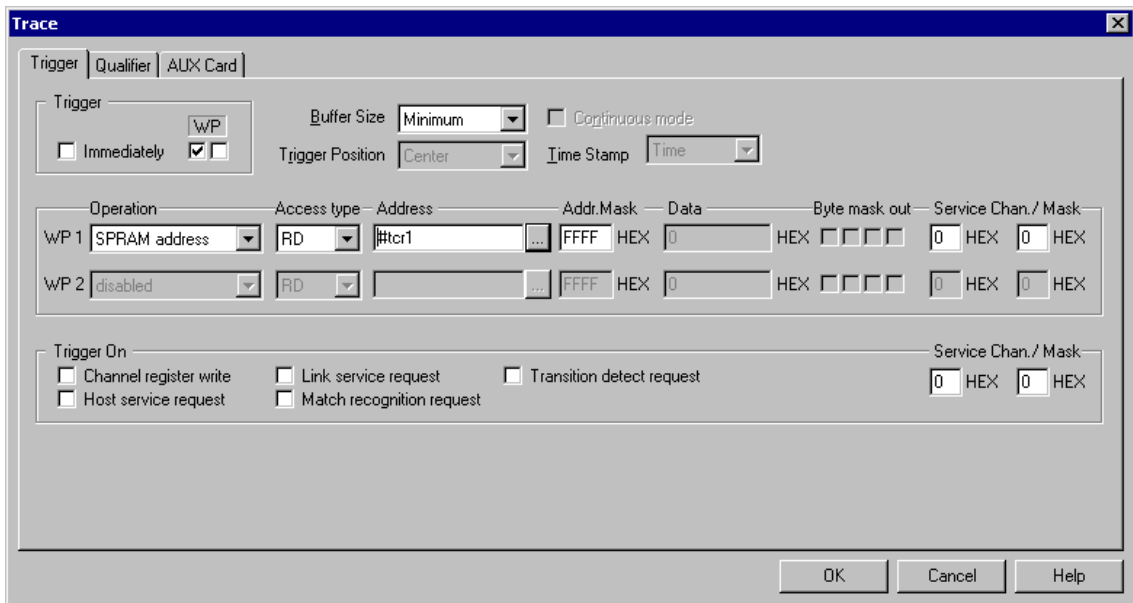 Trace
Trigger Qualifier AUX Card
Trigger
WP
Immediately
Buffer Size Minimum Continuous mode
Trigger Position Center Time Stamp Time
Operation Access type Address Addr.Mask Data Byte mask out Service Chan./ Mask
WP 1 SPRAM address RD #tcr1 ... FFFF HEX 0 HEX 0 HEX 0 HEX
WP 2 disabled RD ... FFFF HEX 0 HEX 0 HEX 0 HEX
Trigger On Service Chan./ Mask
Channel register write Link service request Transition detect request 0 HEX 0 HEX
Host service request Match recognition request
OK Cancel Help